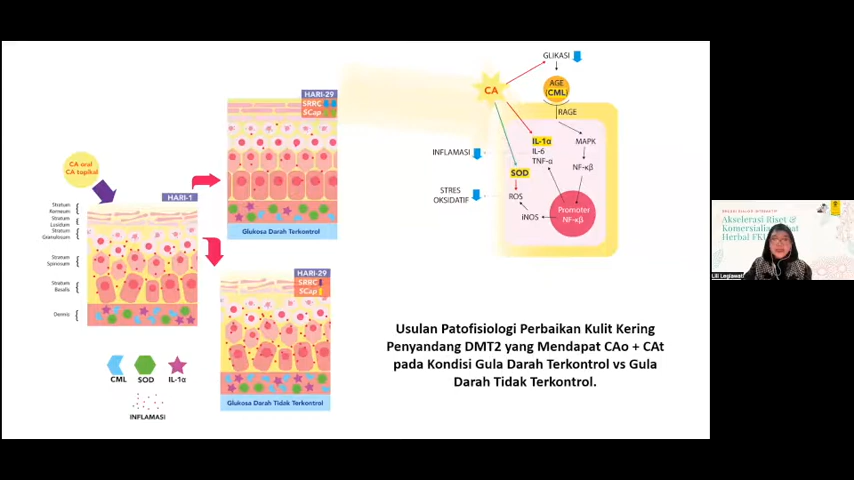 CA oral
CA topikal
HARI-1
Stratum
Korneum
Stratum
Lusidum
Stratum
Granulosum
Stratum
Spinosum
Stratum
Basalis
Dermis
CML
SOD
IL-1α
INFLAMASI
HARI-29
SRRC
SCap
Glukosa Darah Terkontrol
HARI-29
SRRC
SCap
Glukosa Darah Tidak Terkontrol
GLIKASI
CA
AGE
(CML)
RAGE
INFLAMASI
IL-1α
IL-6
TNF-α
MAPK
SOD
NF-κβ
STRES
OKSIDATIF
ROS
iNOS
Promoter
NF-κβ
Usulan Patofisiologi Perbaikan Kulit Kering
Penyandang DMT2 yang Mendapat CAo + CAt
pada Kondisi Gula Darah Terkontrol vs Gula
Darah Tidak Terkontrol.
Akselerasi Riset &
Herbal
Lili Legiawati